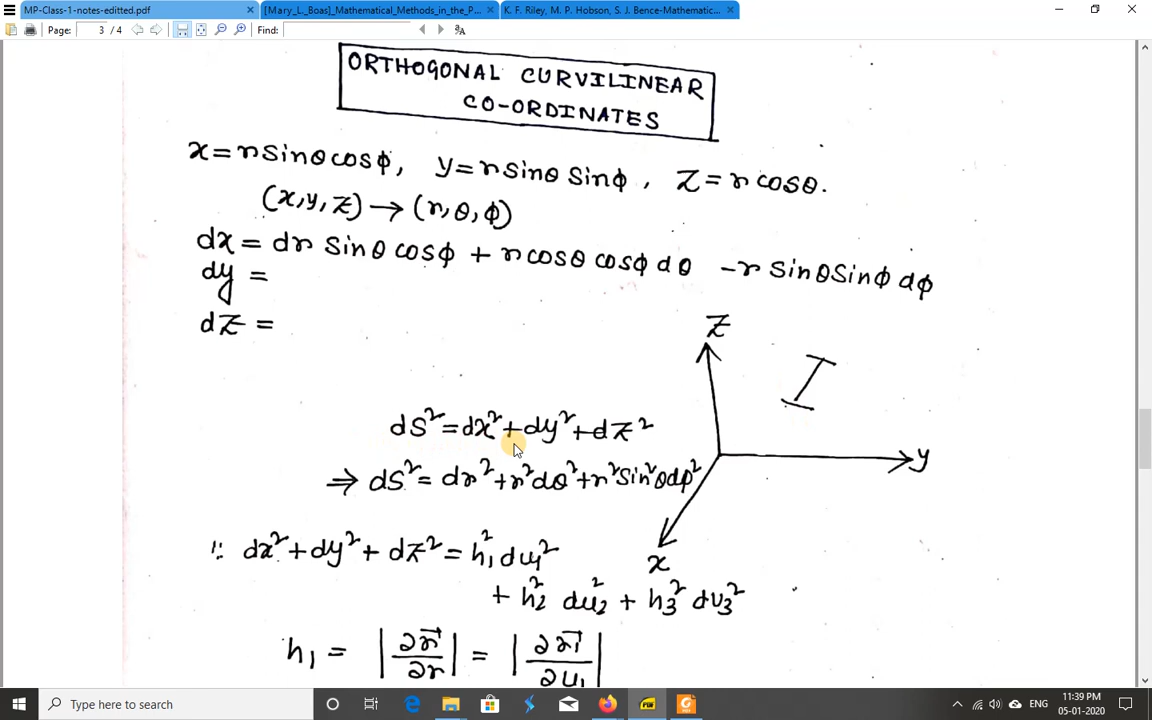 MP-Class-1-notes-editted.pdf
[Mary_L._Boas]_Mathematical_Methods_in_the_P...
K. F. Riley, M. P. Hobson, S. J. Bence-Mathematic...
Page: 3 / 4 Find:
ORTHOGONAL CURVILINEAR
CO-ORDINATES
x = r sinθ cosϕ, y = r sinθ sinϕ, z = r cosθ.
(x, y, z) → (r, θ, ϕ)
dx = dr sinθ cosϕ + r cosθ cosϕ dθ - r sinθ sinϕ dϕ
dy =
dz =
z
I
ds² = dx² + dy² + dz²
y
⇒ ds² = dr² + r²dθ² + r²sin²θdϕ²
x
∵ dx² + dy² + dz² = h₁² du₁²
+ h₂² du₂² + h₃² du₃²
h₁ = |∂r⃗/∂r| = |∂r⃗/∂u₁|
Type here to search
ENG
11:39 PM
05-01-2020